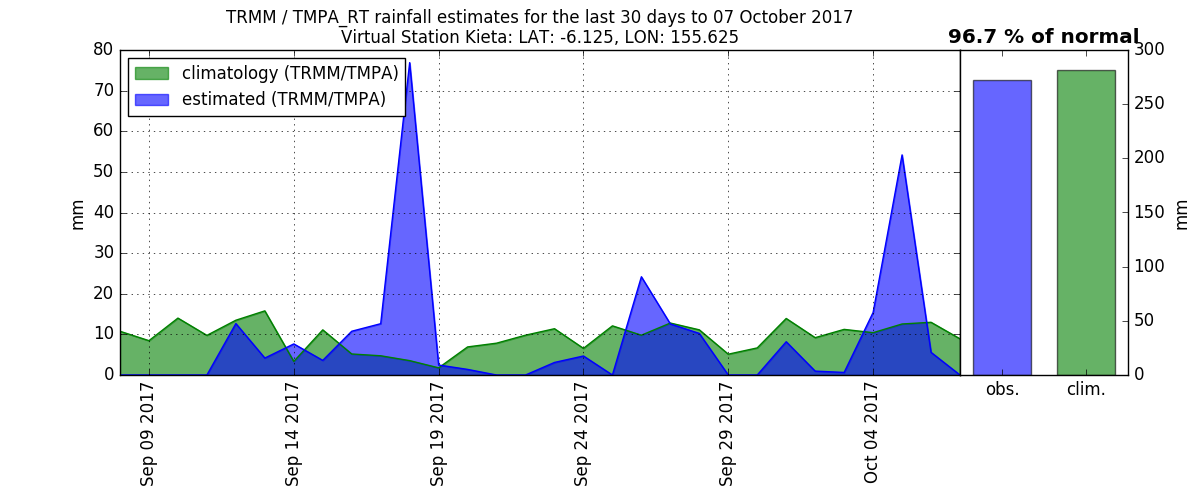 TRMM / TMPA_RT rainfall estimates for the last 30 days to 07 October 2017
Virtual Station Kieta: LAT: -6.125, LON: 155.625
96.7 % of normal
climatology (TRMM/TMPA)
estimated (TRMM/TMPA)
mm
80
70
60
50
40
30
20
10
0
Sep 09 2017
Sep 14 2017
Sep 19 2017
Sep 24 2017
Sep 29 2017
Oct 04 2017
obs.
clim.
300
250
200
150
100
50
0
mm